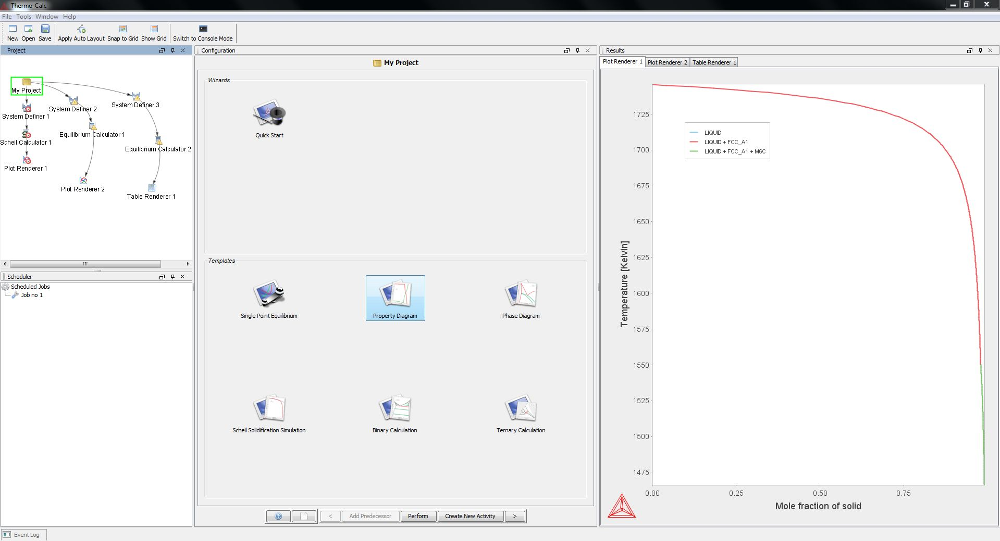 Thermo-Calc
File Tools Window Help
New Open Save Apply Auto Layout Snap to Grid Show Grid Switch to Console Mode
Project
My Project
System Definer 1
System Definer 2
System Definer 3
Scheil Calculator 1
Equilibrium Calculator 1
Equilibrium Calculator 2
Plot Renderer 1
Plot Renderer 2
Table Renderer 1
Scheduler
Scheduled Jobs
Job no 1
Configuration
My Project
Wizards
Quick Start
Templates
Single Point Equilibrium
Property Diagram
Phase Diagram
Scheil Solidification Simulation
Binary Calculation
Ternary Calculation
< Add Predecessor Perform Create New Activity >
Results
Plot Renderer 1 Plot Renderer 2 Table Renderer 1
LIQUID
LIQUID + FCC_A1
LIQUID + FCC_A1 + M6C
Temperature [Kelvin]
1725
1700
1675
1650
1625
1600
1575
1550
1525
1500
1475
0.00 0.25 0.50 0.75
Mole fraction of solid
Event Log